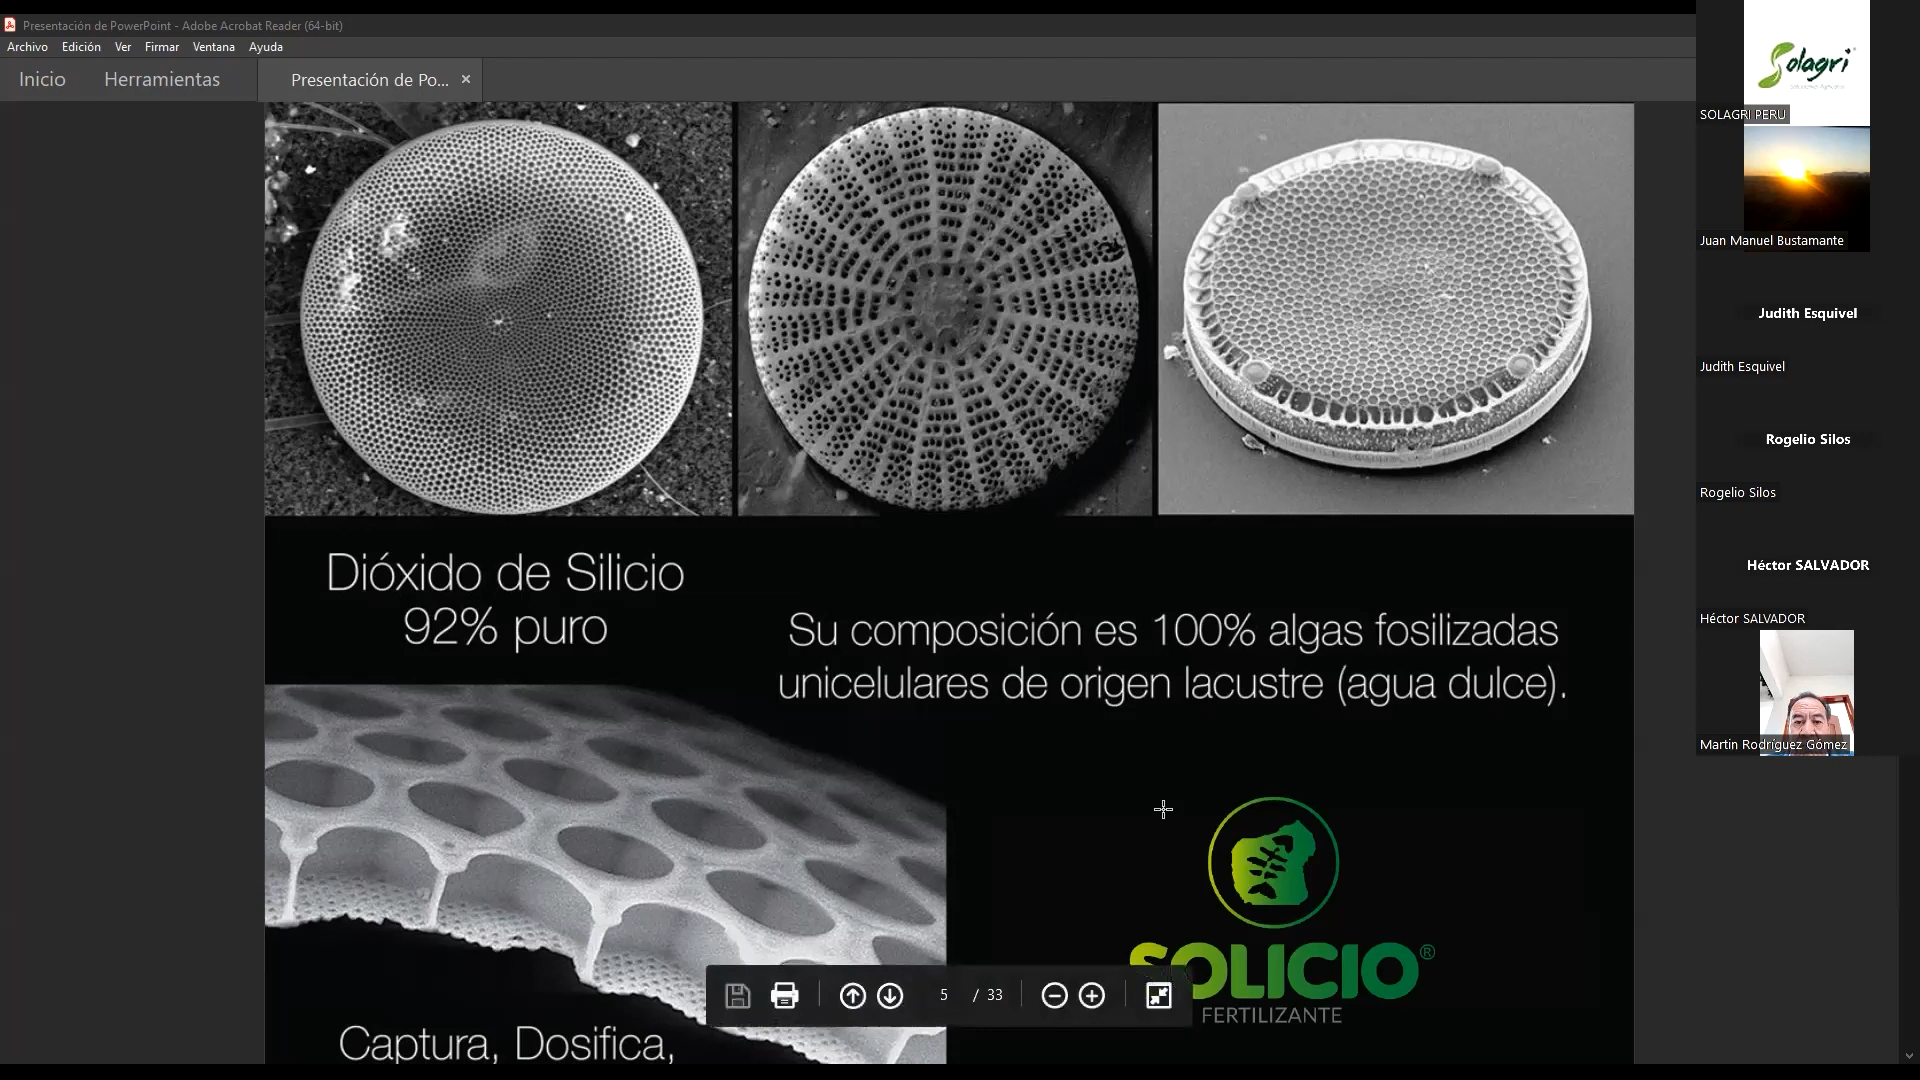 Presentación de PowerPoint - Adobe Acrobat Reader (64-bit)
Archivo Edición Ver Firmar Ventana Ayuda
Inicio Herramientas Presentación de Po... ×
Dióxido de Silicio
92% puro
Su composición es 100% algas fosilizadas
unicelulares de origen lacustre (agua dulce).
Captura, Dosifica,
SOLICIO®
FERTILIZANTE
5 / 33
Solagri
SOLAGRI PERU
Juan Manuel Bustamante
Judith Esquivel
Judith Esquivel
Rogelio Silos
Rogelio Silos
Héctor SALVADOR
Héctor SALVADOR
Martin Rodríguez Gómez